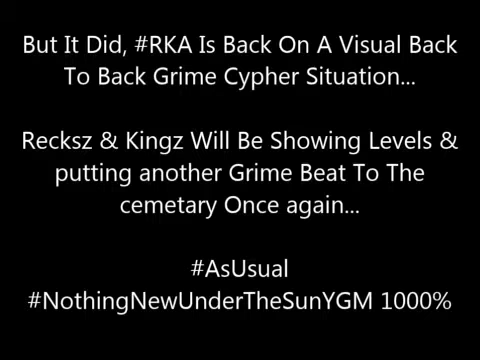 But It Did, #RKA Is Back On A Visual Back
To Back Grime Cypher Situation...
Recksz & Kingz Will Be Showing Levels &
putting another Grime Beat To The
cemetary Once again...
#AsUsual
#NothingNewUnderTheSunYGM 1000%